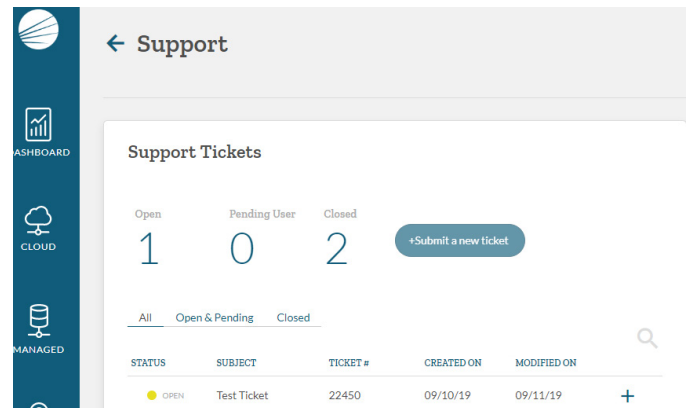 Support
DASHBOARD
Support Tickets
Open Pending User Closed
1 0 2
+Submit a new ticket
CLOUD
All Open & Pending Closed
MANAGED
STATUS SUBJECT TICKET # CREATED ON MODIFIED ON
OPEN Test Ticket 22450 09/10/19 09/11/19 +